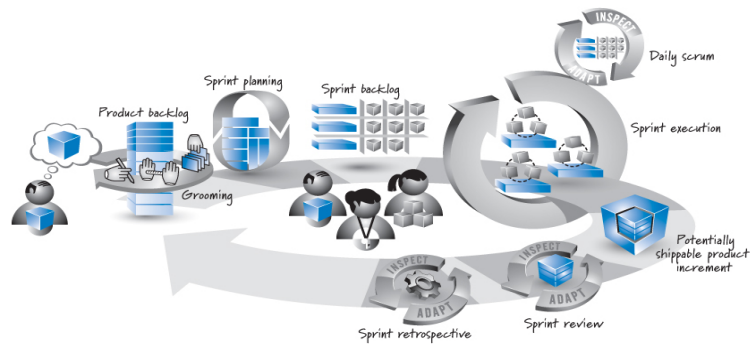 INSPECT
ADAPT
Daily scrum
Sprint planning
Sprint backlog
Product backlog
Sprint execution
Grooming
Potentially
shippable product
increment
INSPECT
ADAPT
Sprint retrospective
INSPECT
ADAPT
Sprint review